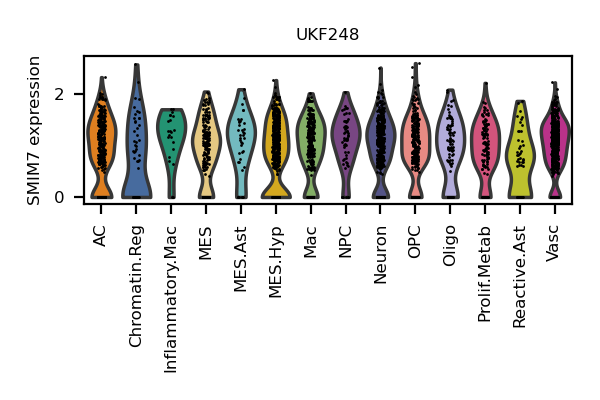 UKF248
SMIM7 expression
2
0
AC
Chromatin.Reg
Inflammatory.Mac
MES
MES.Ast
MES.Hyp
Mac
NPC
Neuron
OPC
Oligo
Prolif.Metab
Reactive.Ast
Vasc